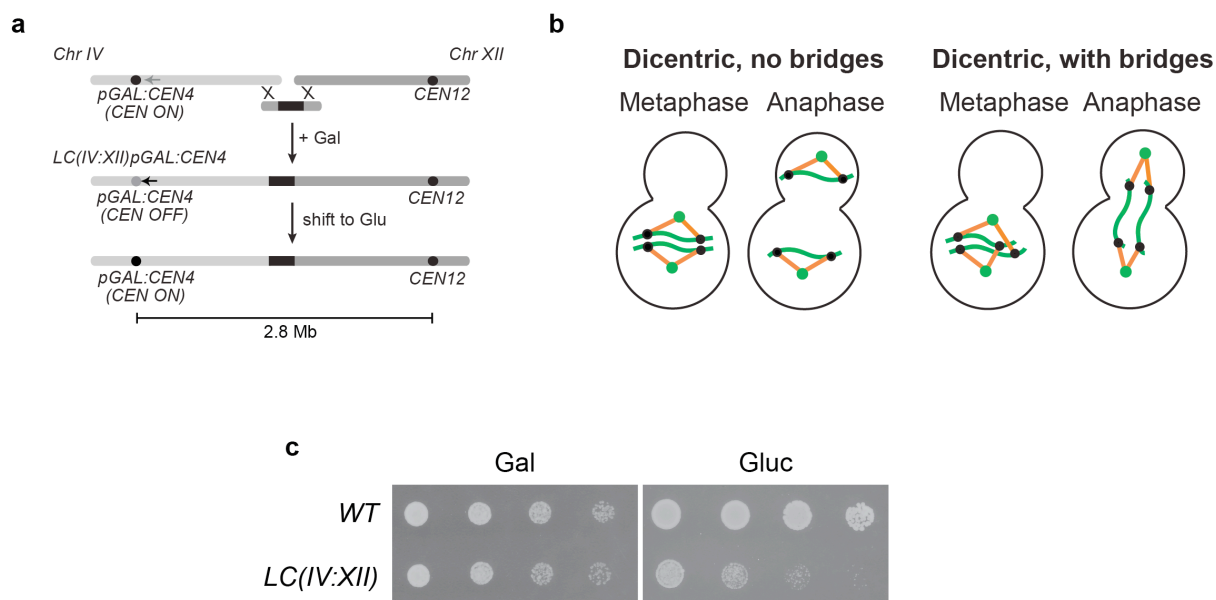 a
Chr IV
Chr XII
pGAL:CEN4
(CEN ON)
X X
CEN12
+ Gal
LC(IV:XII)pGAL:CEN4
pGAL:CEN4
(CEN OFF)
CEN12
shift to Glu
pGAL:CEN4
(CEN ON)
CEN12
2.8 Mb
b
Dicentric, no bridges
Metaphase Anaphase
Dicentric, with bridges
Metaphase Anaphase
c
Gal
Gluc
WT
LC(IV:XII)